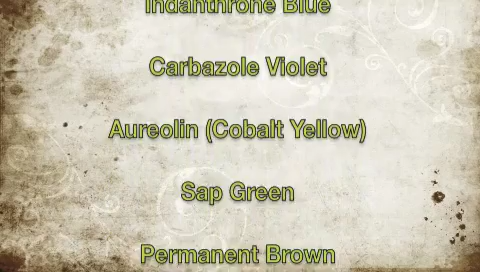 Indanthrone Blue
Carbazole Violet
Aureolin (Cobalt Yellow)
Sap Green
Permanent Brown